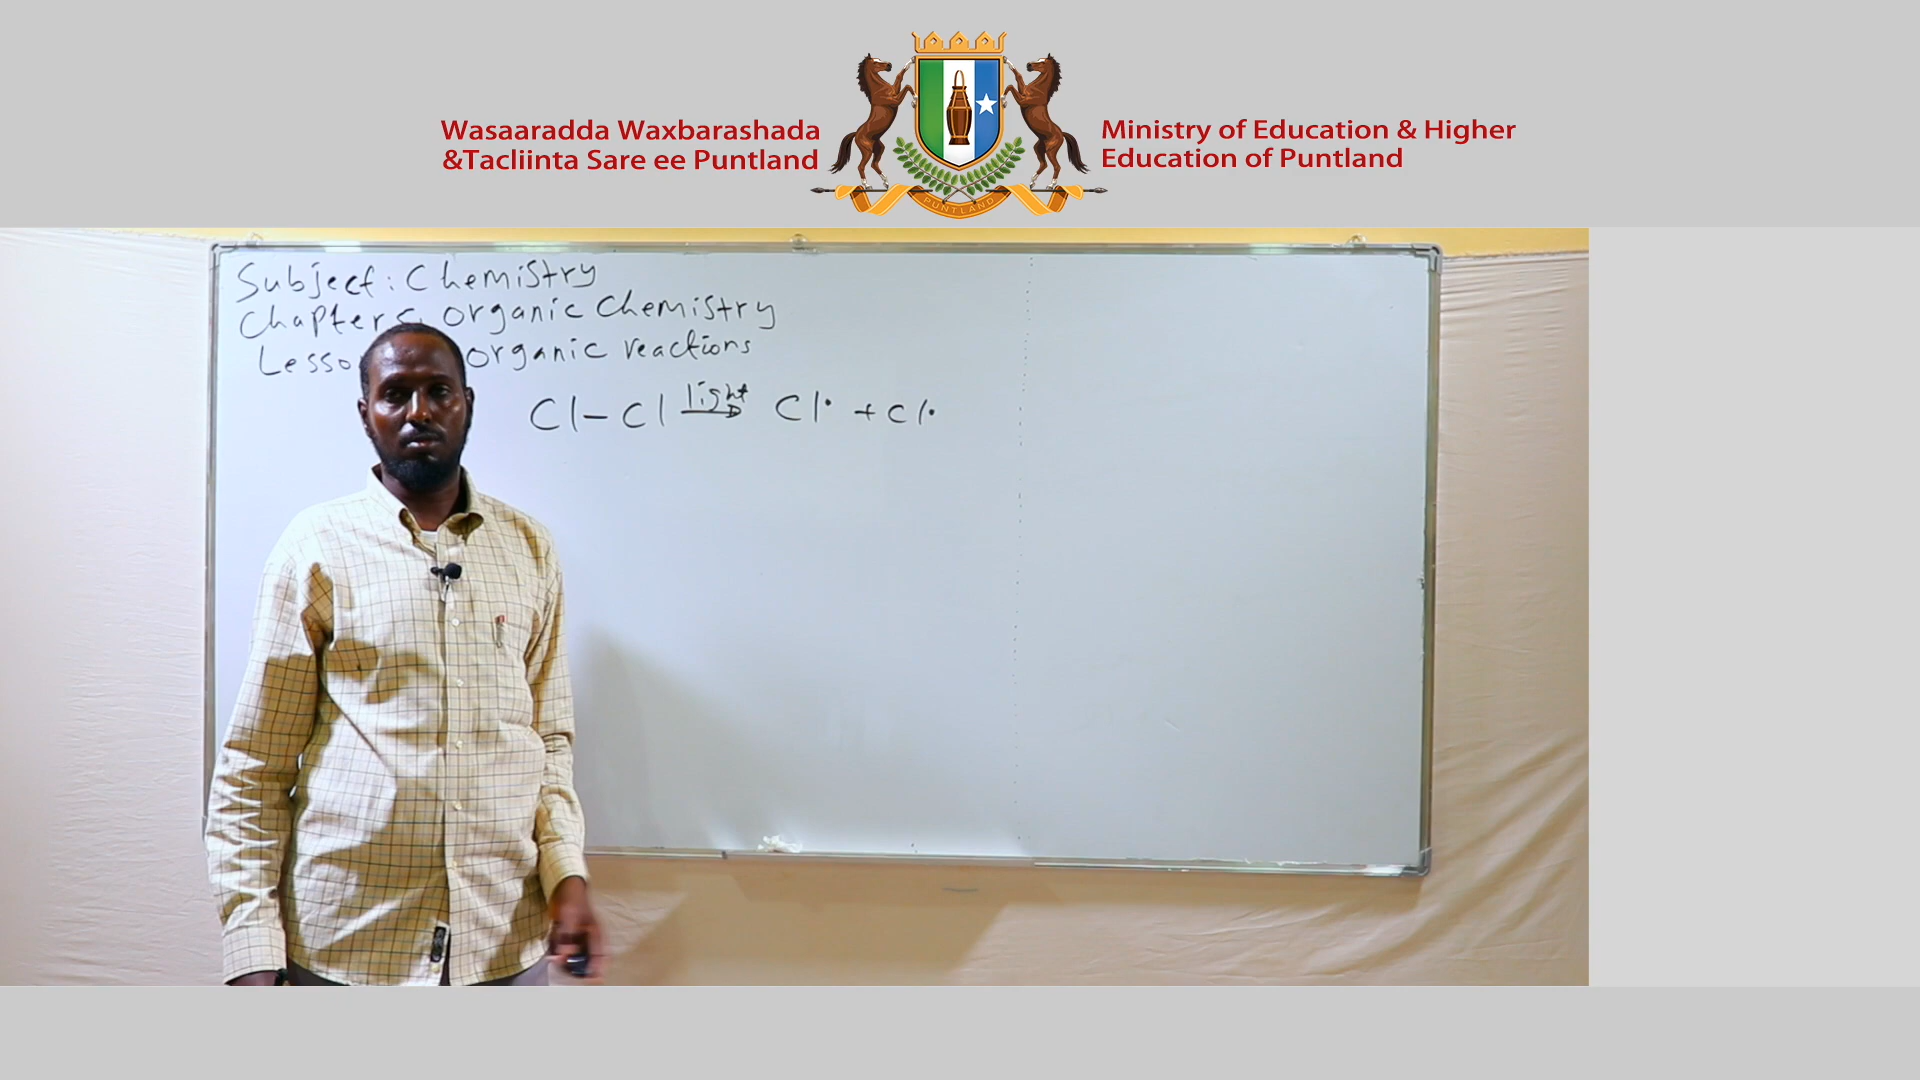 Wasaaradda Waxbarashada
&Tacliinta Sare ee Puntland
Ministry of Education & Higher
Education of Puntland
PUNTLAND
Subject: Chemistry
Chapter organic chemistry
organic reactions
Cl–Cl light→ Cl• + Cl•